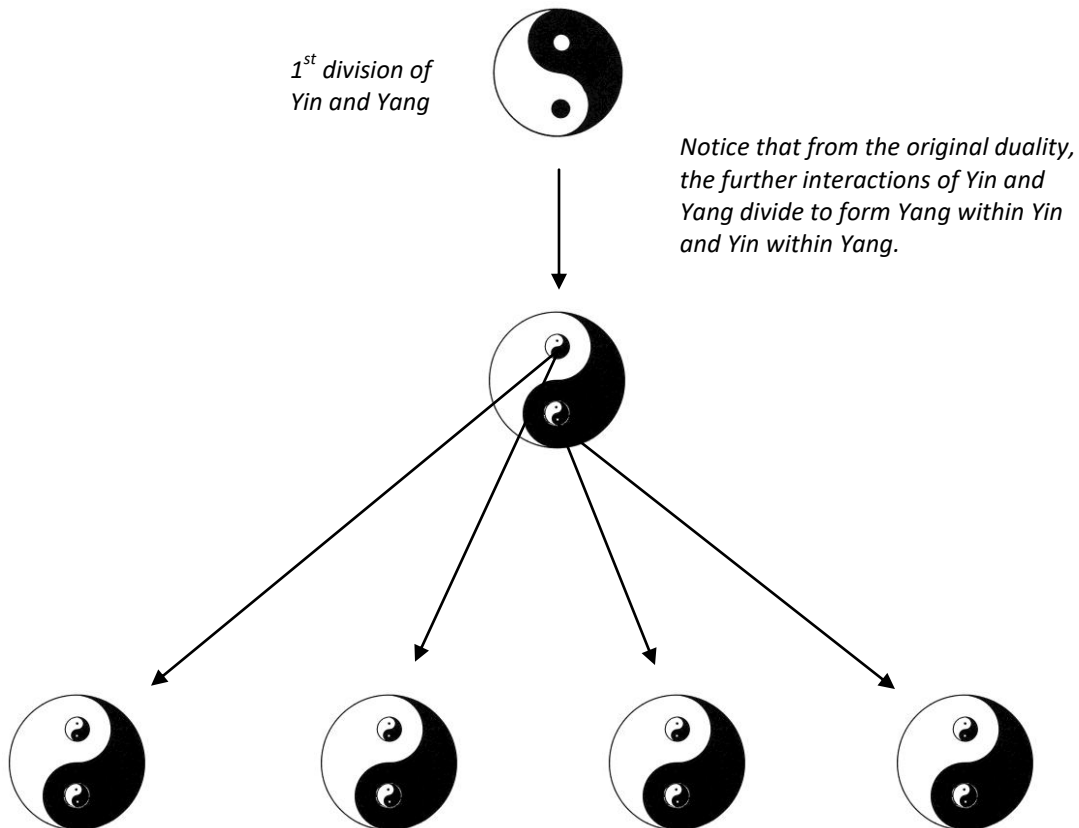 1st division of
Yin and Yang
Notice that from the original duality,
the further interactions of Yin and
Yang divide to form Yang within Yin
and Yin within Yang.